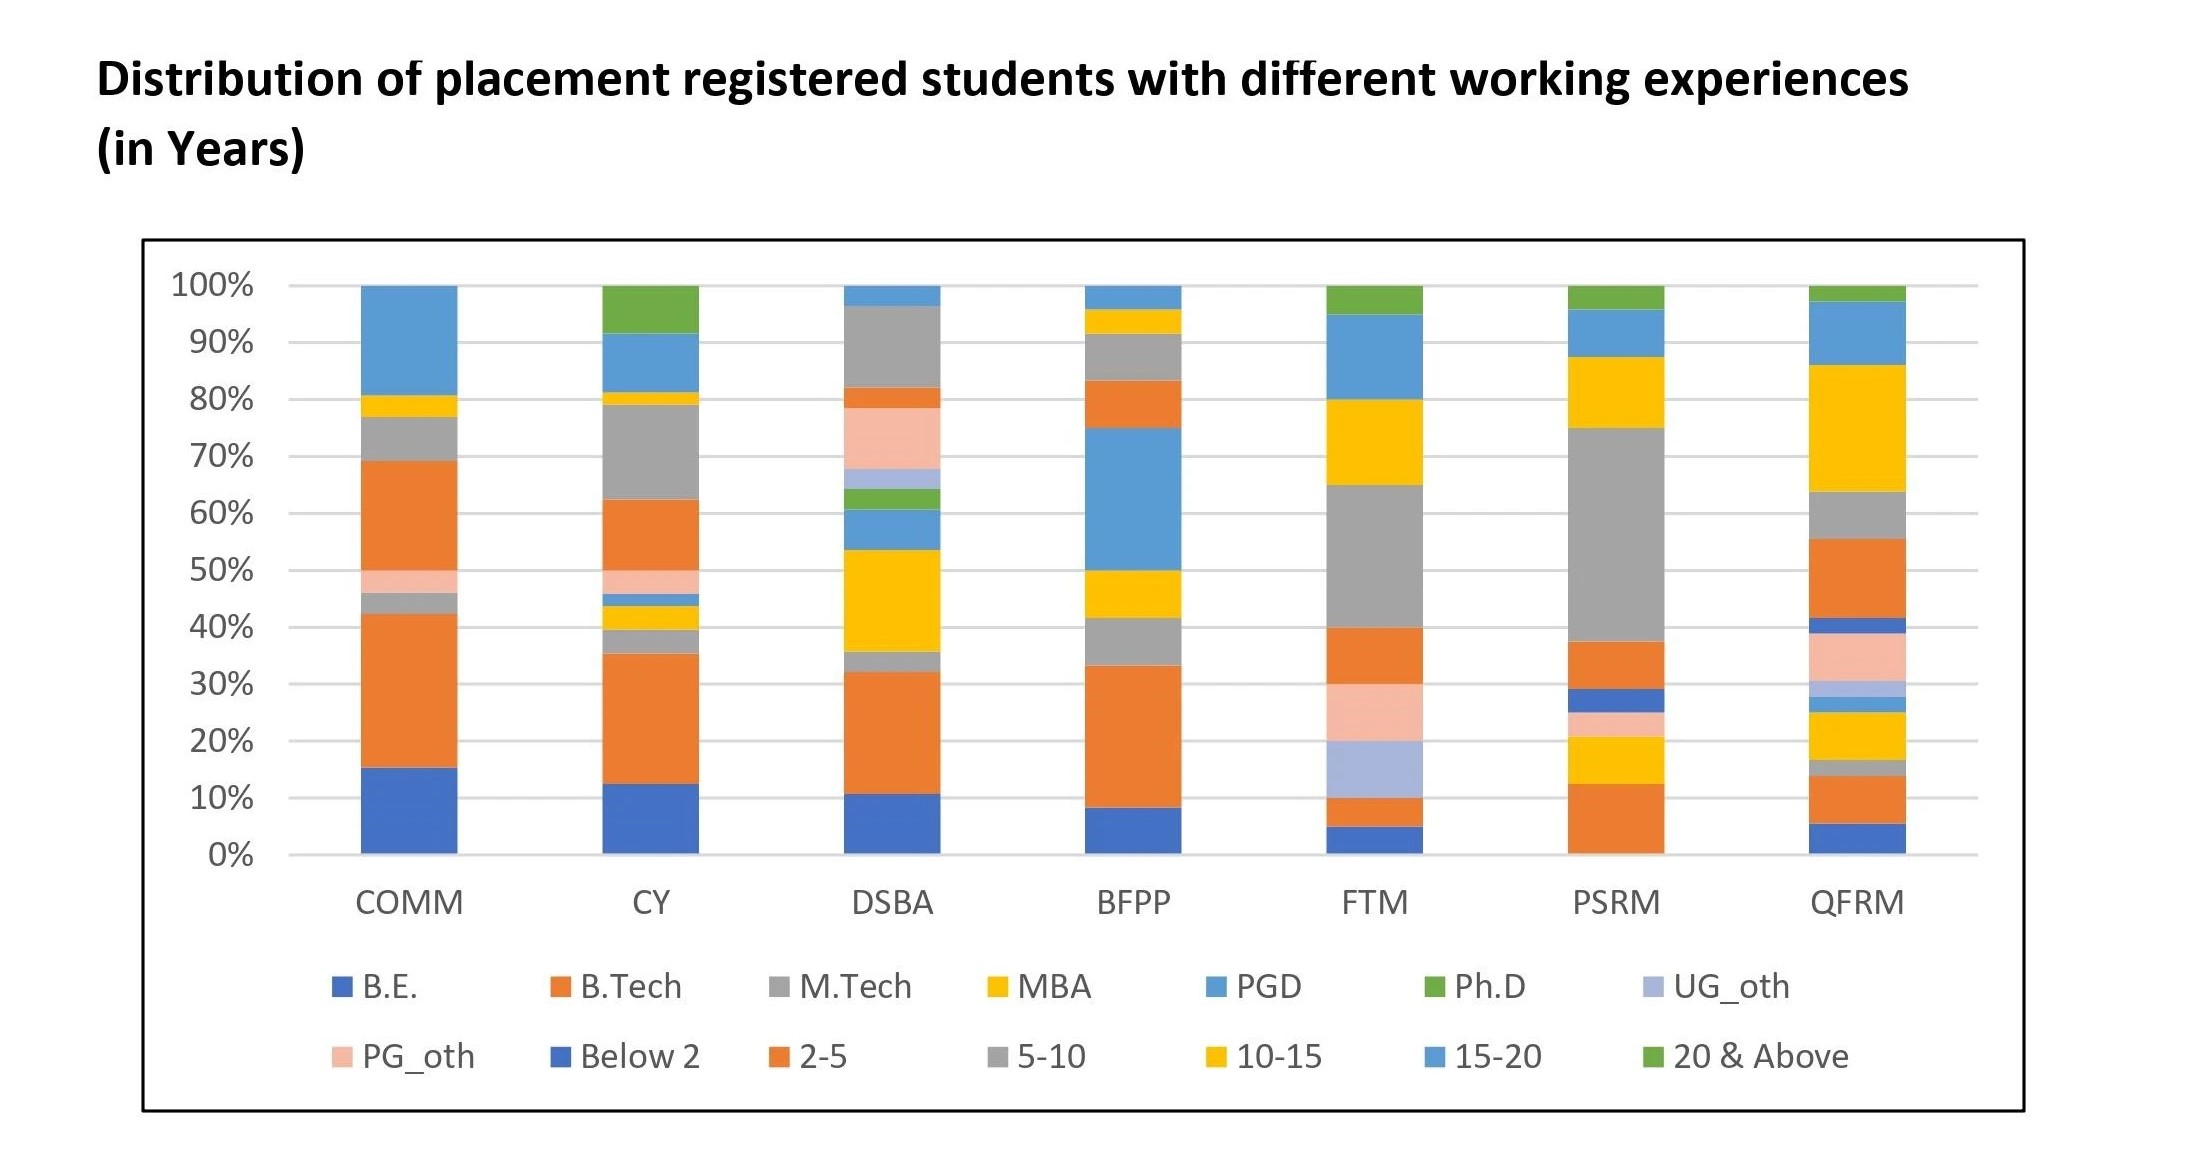 Distribution of placement registered students with different working experiences
(in Years)
100%
90%
80%
70%
60%
50%
40%
30%
20%
10%
0%
COMM CY DSBA BFPP FTM PSRM QFRM
B.E. B.Tech M.Tech MBA PGD Ph.D UG_oth
PG_oth Below 2 2-5 5-10 10-15 15-20 20 & Above